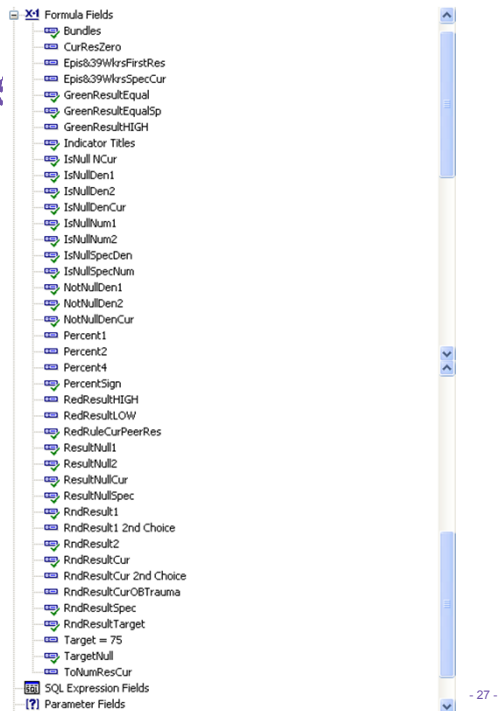 Formula Fields
Bundles
CurResZero
Epis&39WkrsFirstRes
Epis&39WkrsSpecCur
GreenResultEqual
GreenResultEqualSp
GreenResultHIGH
Indicator Titles
IsNull NCur
IsNullDen1
IsNullDen2
IsNullDenCur
IsNullNum1
IsNullNum2
IsNullSpecDen
IsNullSpecNum
NotNullDen1
NotNullDen2
NotNullDenCur
Percent1
Percent2
Percent4
PercentSign
RedResultHIGH
RedResultLOW
RedRuleCurPeerRes
ResultNull1
ResultNull2
ResultNullCur
ResultNullSpec
RndResult1
RndResult1 2nd Choice
RndResult2
RndResultCur
RndResultCur 2nd Choice
RndResultCurOBTrauma
RndResultSpec
RndResultTarget
Target = 75
TargetNull
ToNumResCur
SQL Expression Fields
Parameter Fields
- 27 -